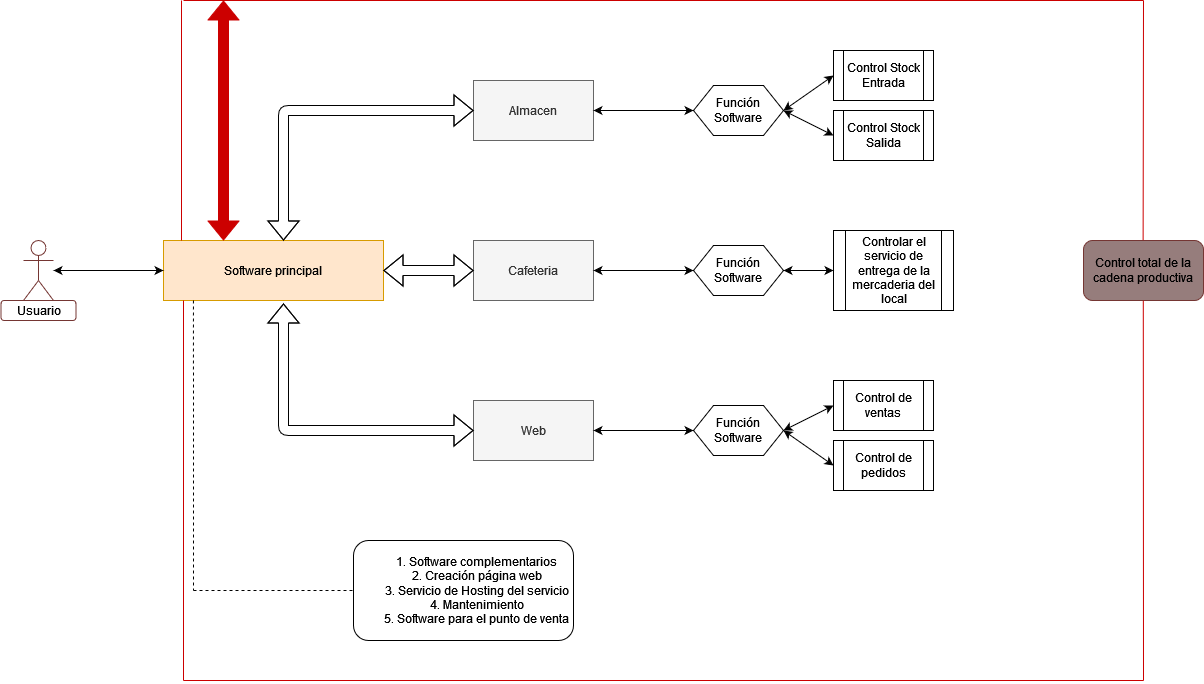 Control Stock
Entrada
Almacen
Función
Software
Control Stock
Salida
Usuario
Software principal
Cafeteria
Función
Software
Controlar el
servicio de
entrega de la
mercaderia del
local
Control total de la
cadena productiva
Web
Función
Software
Control de
ventas
Control de
pedidos
1. Software complementarios
2. Creación página web
3. Servicio de Hosting del servicio
4. Mantenimiento
5. Software para el punto de venta